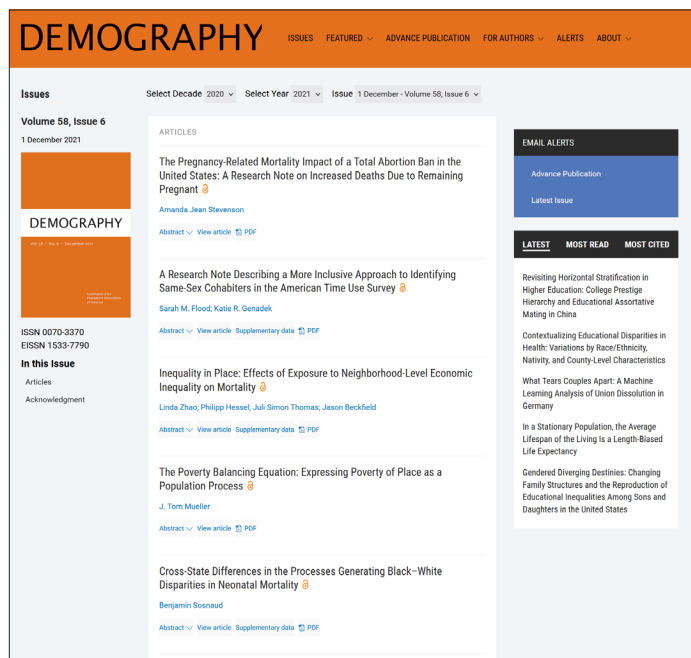 DEMOGRAPHY
ISSUES FEATURED ADVANCE PUBLICATION FOR AUTHORS ALERTS ABOUT
Issues
Select Decade 2020 Select Year 2021 Issue 1 December - Volume 58, Issue 6
Volume 58, Issue 6
1 December 2021
DEMOGRAPHY
ISSN 0070-3370
EISSN 1533-7790
In this Issue
Articles
Acknowledgment
ARTICLES
The Pregnancy-Related Mortality Impact of a Total Abortion Ban in the
United States: A Research Note on Increased Deaths Due to Remaining
Pregnant
Amanda Jean Stevenson
Abstract View article PDF
A Research Note Describing a More Inclusive Approach to Identifying
Same-Sex Cohabiters in the American Time Use Survey
Sarah M. Flood; Katie R. Genadek
Abstract View article Supplementary data PDF
Inequality in Place: Effects of Exposure to Neighborhood-Level Economic
Inequality on Mortality
Linda Zhao; Philipp Hessel; Juli Simon Thomas; Jason Beckfield
Abstract View article Supplementary data PDF
The Poverty Balancing Equation: Expressing Poverty of Place as a
Population Process
J. Tom Mueller
Abstract View article PDF
Cross-State Differences in the Processes Generating Black–White
Disparities in Neonatal Mortality
Benjamin Sosnaud
Abstract View article Supplementary data PDF
EMAIL ALERTS
Advance Publication
Latest Issue
LATEST MOST READ MOST CITED
Revisiting Horizontal Stratification in
Higher Education: College Prestige
Hierarchy and Educational Assortative
Mating in China
Contextualizing Educational Disparities in
Health: Variations by Race/Ethnicity,
Nativity, and County-Level Characteristics
What Tears Couples Apart: A Machine
Learning Analysis of Union Dissolution in
Germany
In a Stationary Population, the Average
Lifespan of the Living Is a Length-Biased
Life Expectancy
Gendered Diverging Destinies: Changing
Family Structures and the Reproduction of
Educational Inequalities Among Sons and
Daughters in the United States